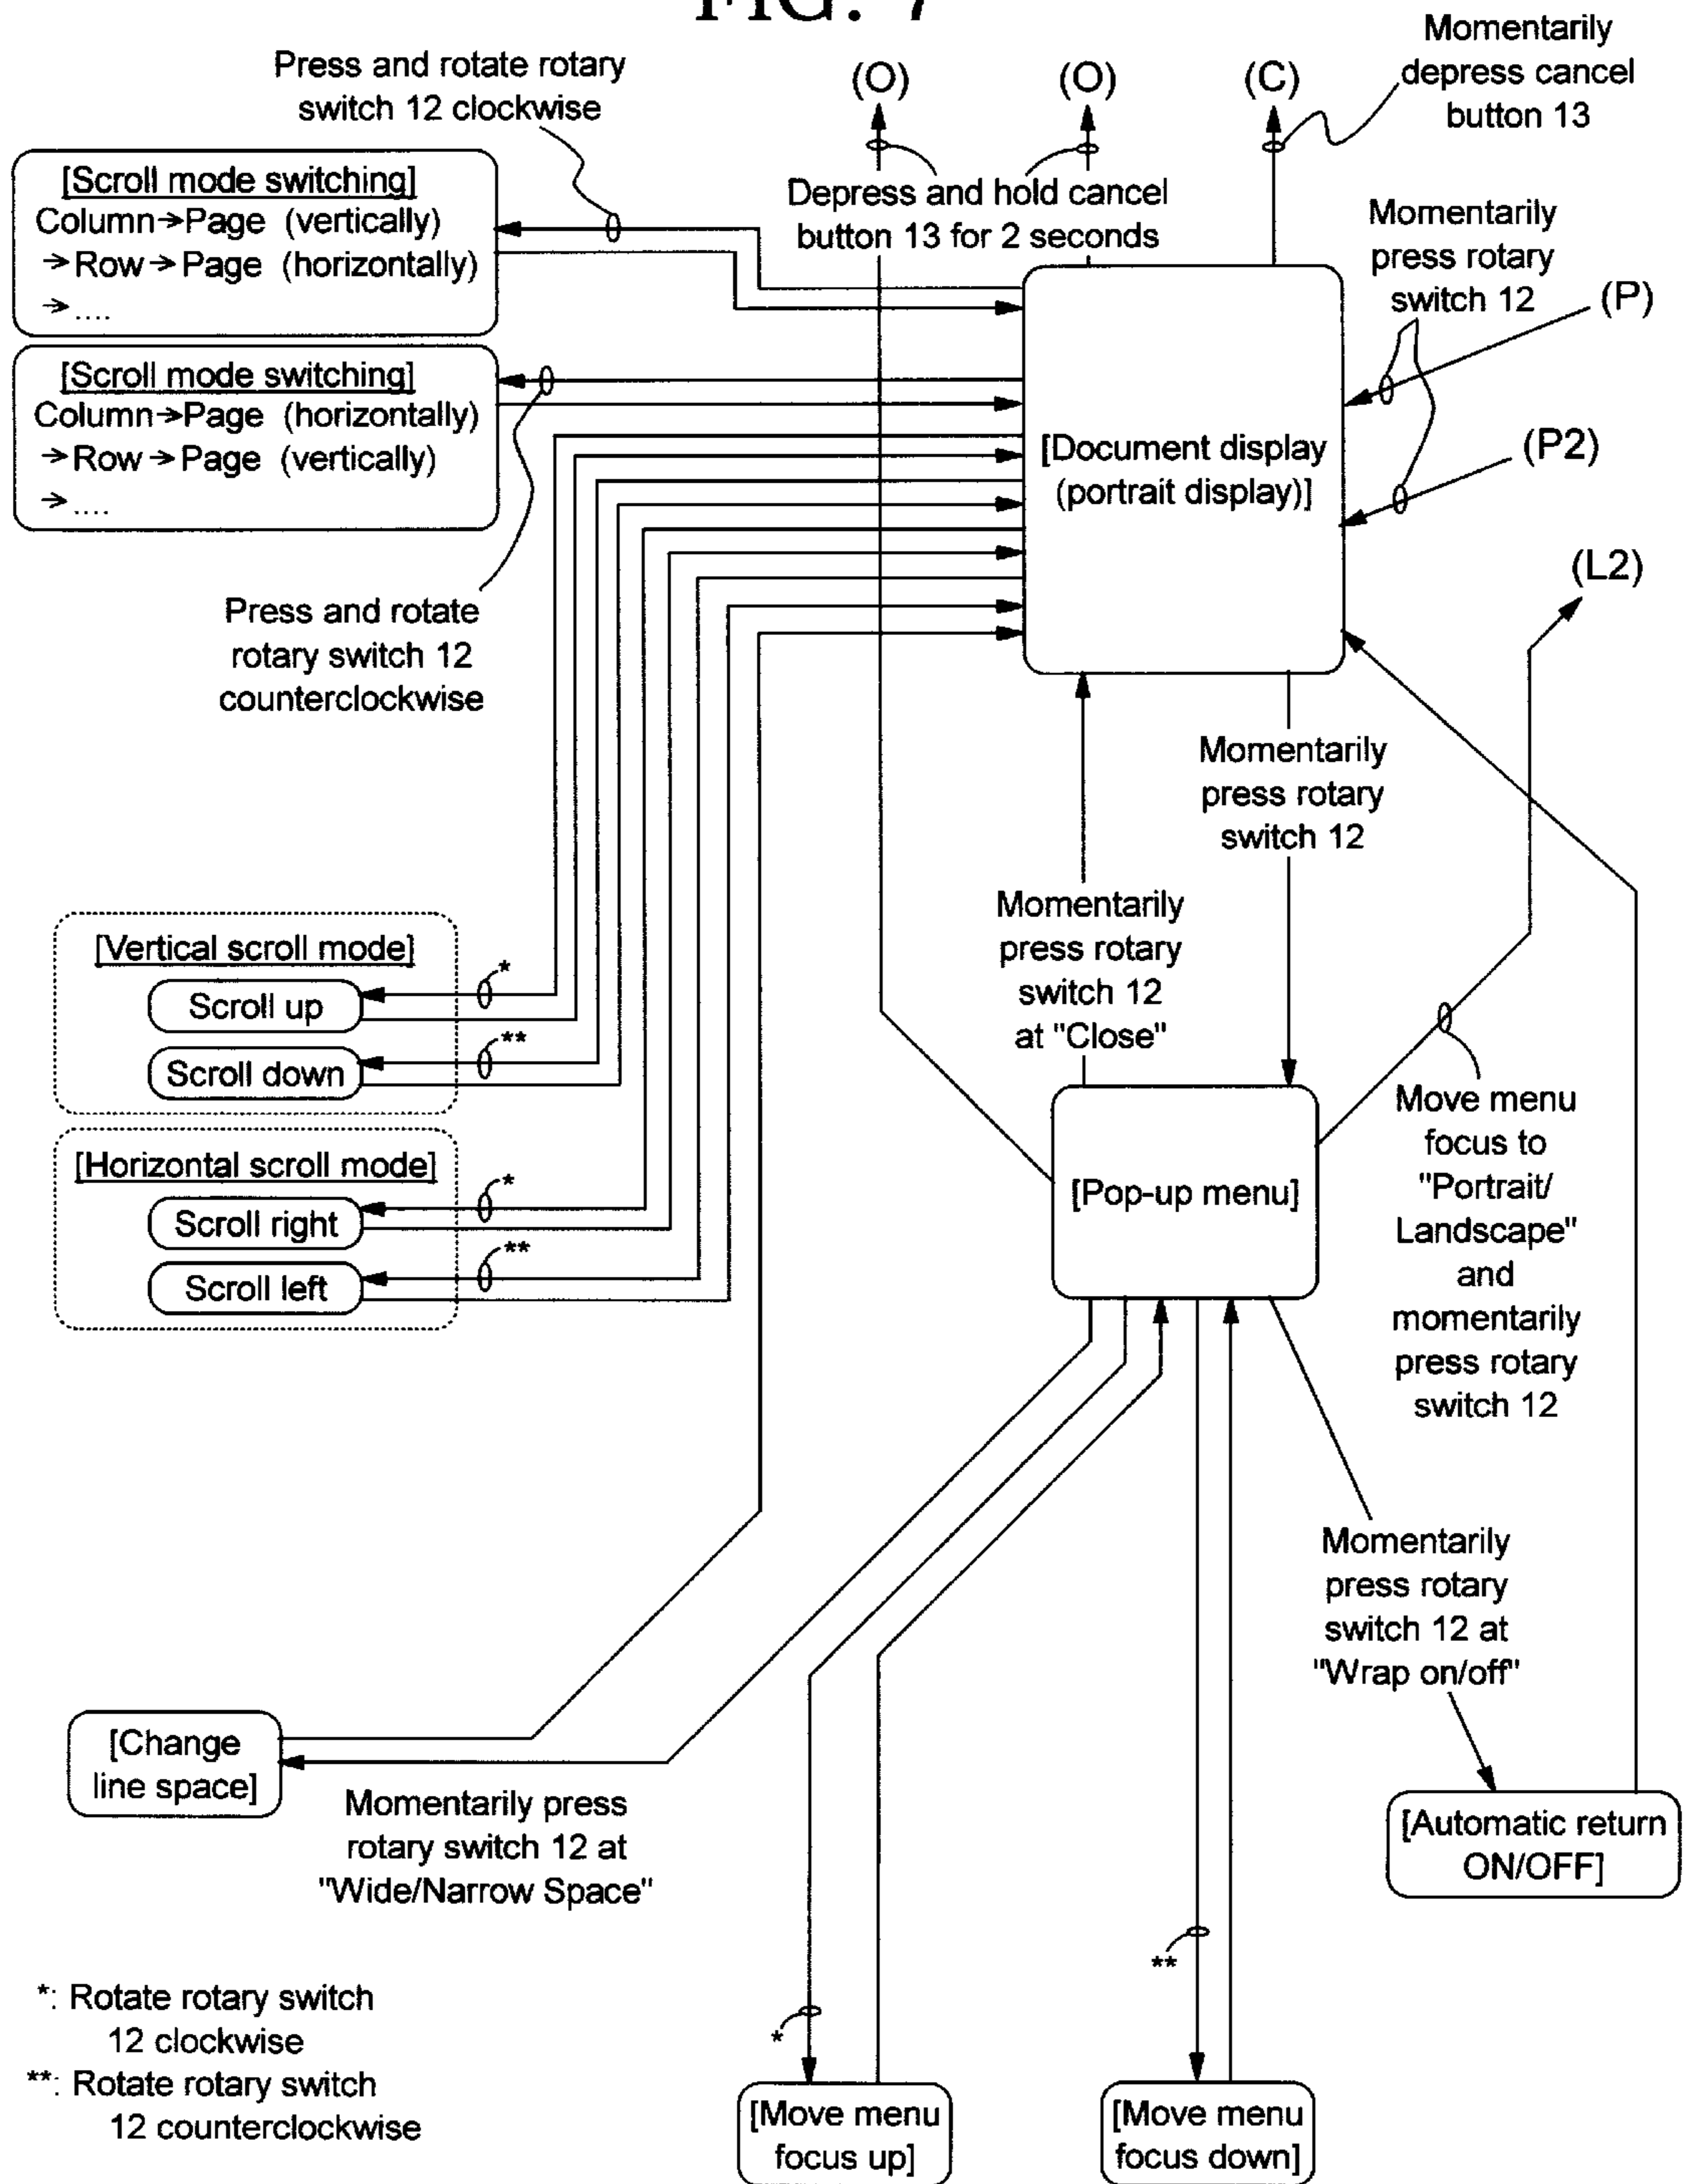 FIG. 7
Press and rotate rotary
switch 12 clockwise
(O)
(O)
(C)
Momentarily
depress cancel
button 13
[Scroll mode switching]
Column→Page (vertically)
→Row→Page (horizontally)
→....
Depress and hold cancel
button 13 for 2 seconds
Momentarily
press rotary
switch 12
(P)
[Scroll mode switching]
Column→Page (horizontally)
→Row→Page (vertically)
→....
[Document display
(portrait display)]
(P2)
(L2)
Press and rotate
rotary switch 12
counterclockwise
Momentarily
press rotary
switch 12
Momentarily
press rotary
switch 12
at "Close"
[Vertical scroll mode]
*
Scroll up
**
Scroll down
[Horizontal scroll mode]
*
Scroll right
**
Scroll left
[Pop-up menu]
Move menu
focus to
"Portrait/
Landscape"
and
momentarily
press rotary
switch 12
Momentarily
press rotary
switch 12 at
"Wrap on/off"
[Change
line space]
Momentarily press
rotary switch 12 at
"Wide/Narrow Space"
[Automatic return
ON/OFF]
**
*
*: Rotate rotary switch
12 clockwise
**: Rotate rotary switch
12 counterclockwise
[Move menu
focus up]
[Move menu
focus down]